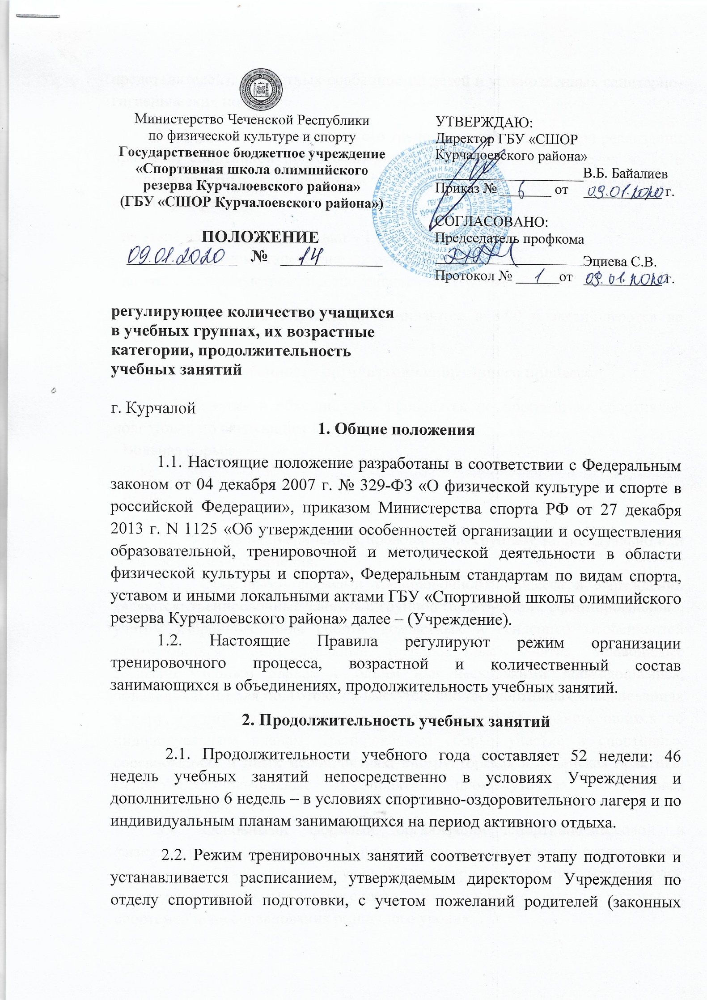 Министерство Чеченской Республики
по физической культуре и спорту
Государственное бюджетное учреждение
«Спортивная школа олимпийского
резерва Курчалоевского района»
(ГБУ «СШОР Курчалоевского района»)
ПОЛОЖЕНИЕ
09.01.2020 № 14
УТВЕРЖДАЮ:
Директор ГБУ «СШОР
Курчалоевского района»
В.Б. Байалиев
Приказ № 6 от 09.01.2020 г.
СОГЛАСОВАНО:
Председатель профкома
Эциева С.В.
Протокол № 1 от 09.01.2020 г.
ГБУ "СШОР
КУРЧАЛОЕВСКОГО
регулирующее количество учащихся
в учебных группах, их возрастные
категории, продолжительность
учебных занятий
г. Курчалой
1. Общие положения
1.1. Настоящие положение разработаны в соответствии с Федеральным
законом от 04 декабря 2007 г. № 329-ФЗ «О физической культуре и спорте в
российской Федерации», приказом Министерства спорта РФ от 27 декабря
2013 г. N 1125 «Об утверждении особенностей организации и осуществления
образовательной, тренировочной и методической деятельности в области
физической культуры и спорта», Федеральным стандартам по видам спорта,
уставом и иными локальными актами ГБУ «Спортивной школы олимпийского
резерва Курчалоевского района» далее – (Учреждение).
1.2. Настоящие Правила регулируют режим организации
тренировочного процесса, возрастной и количественный состав
занимающихся в объединениях, продолжительность учебных занятий.
2. Продолжительность учебных занятий
2.1. Продолжительности учебного года составляет 52 недели: 46
недель учебных занятий непосредственно в условиях Учреждения и
дополнительно 6 недель – в условиях спортивно-оздоровительного лагеря и по
индивидуальным планам занимающихся на период активного отдыха.
2.2. Режим тренировочных занятий соответствует этапу подготовки и
устанавливается расписанием, утверждаемым директором Учреждения по
отделу спортивной подготовки, с учетом пожеланий родителей (законных